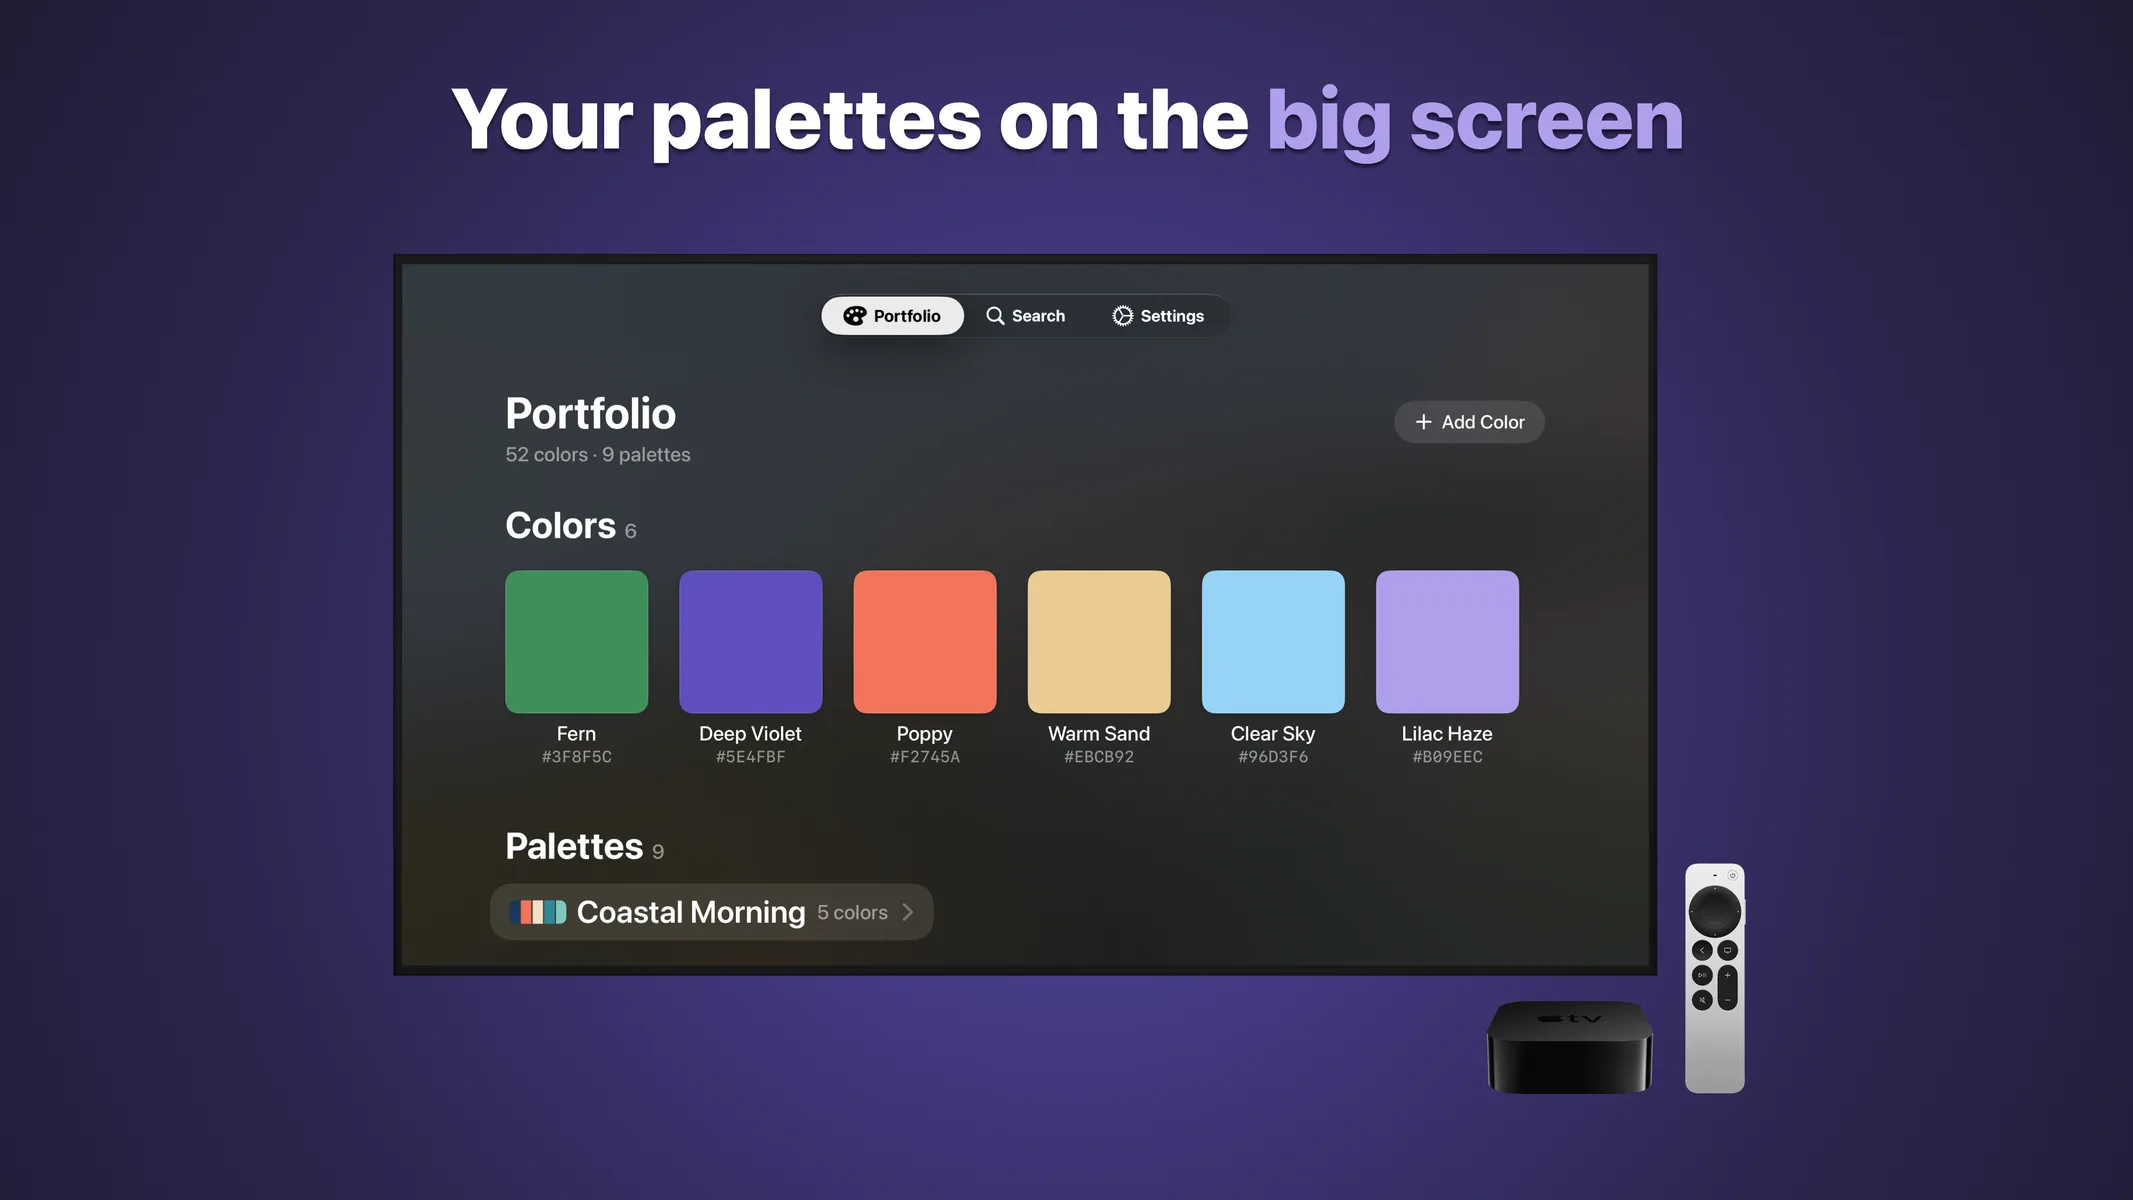 Your palettes on the big screen
Portfolio Search Settings
Portfolio
52 colors · 9 palettes
+ Add Color
Colors 6
Fern Deep Violet Poppy Warm Sand Clear Sky Lilac Haze
#3F8F5C #5E4FBF #F2745A #EBCB92 #96D3F6 #B09EEC
Palettes 9
Coastal Morning 5 colors
tv